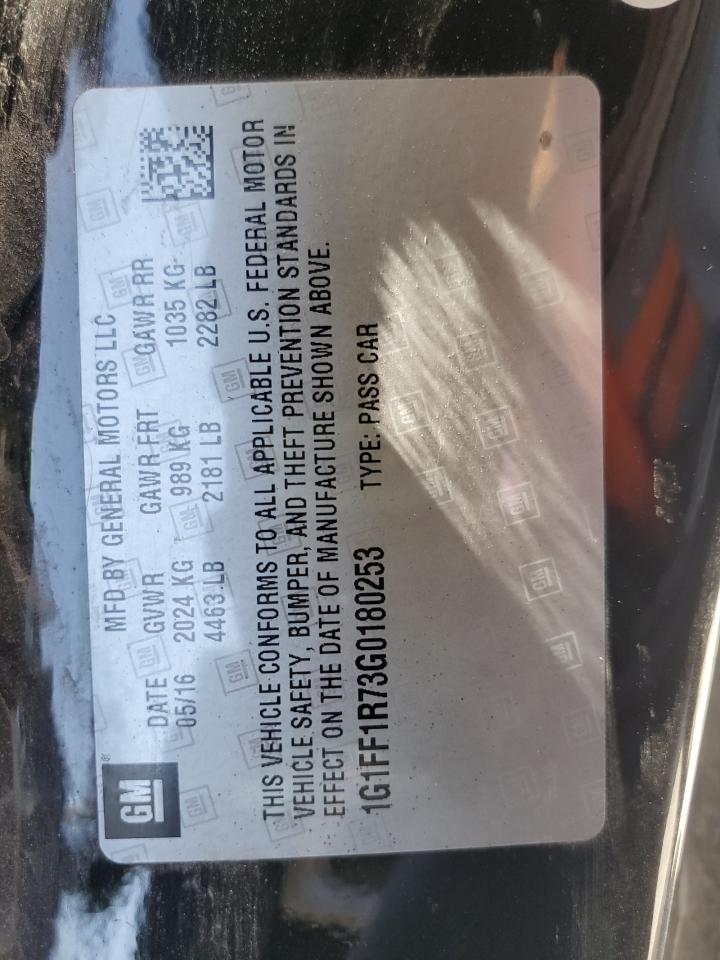 GM®
MFD BY GENERAL MOTORS LLC
DATE GVWR GAWR FRT GAWR RR
05/16 2024 KG 989 KG 1035 KG
4463 LB 2181 LB 2282 LB
THIS VEHICLE CONFORMS TO ALL APPLICABLE U.S. FEDERAL MOTOR
VEHICLE SAFETY, BUMPER, AND THEFT PREVENTION STANDARDS IN
EFFECT ON THE DATE OF MANUFACTURE SHOWN ABOVE.
1G1FF1R73G0180253 TYPE: PASS CAR